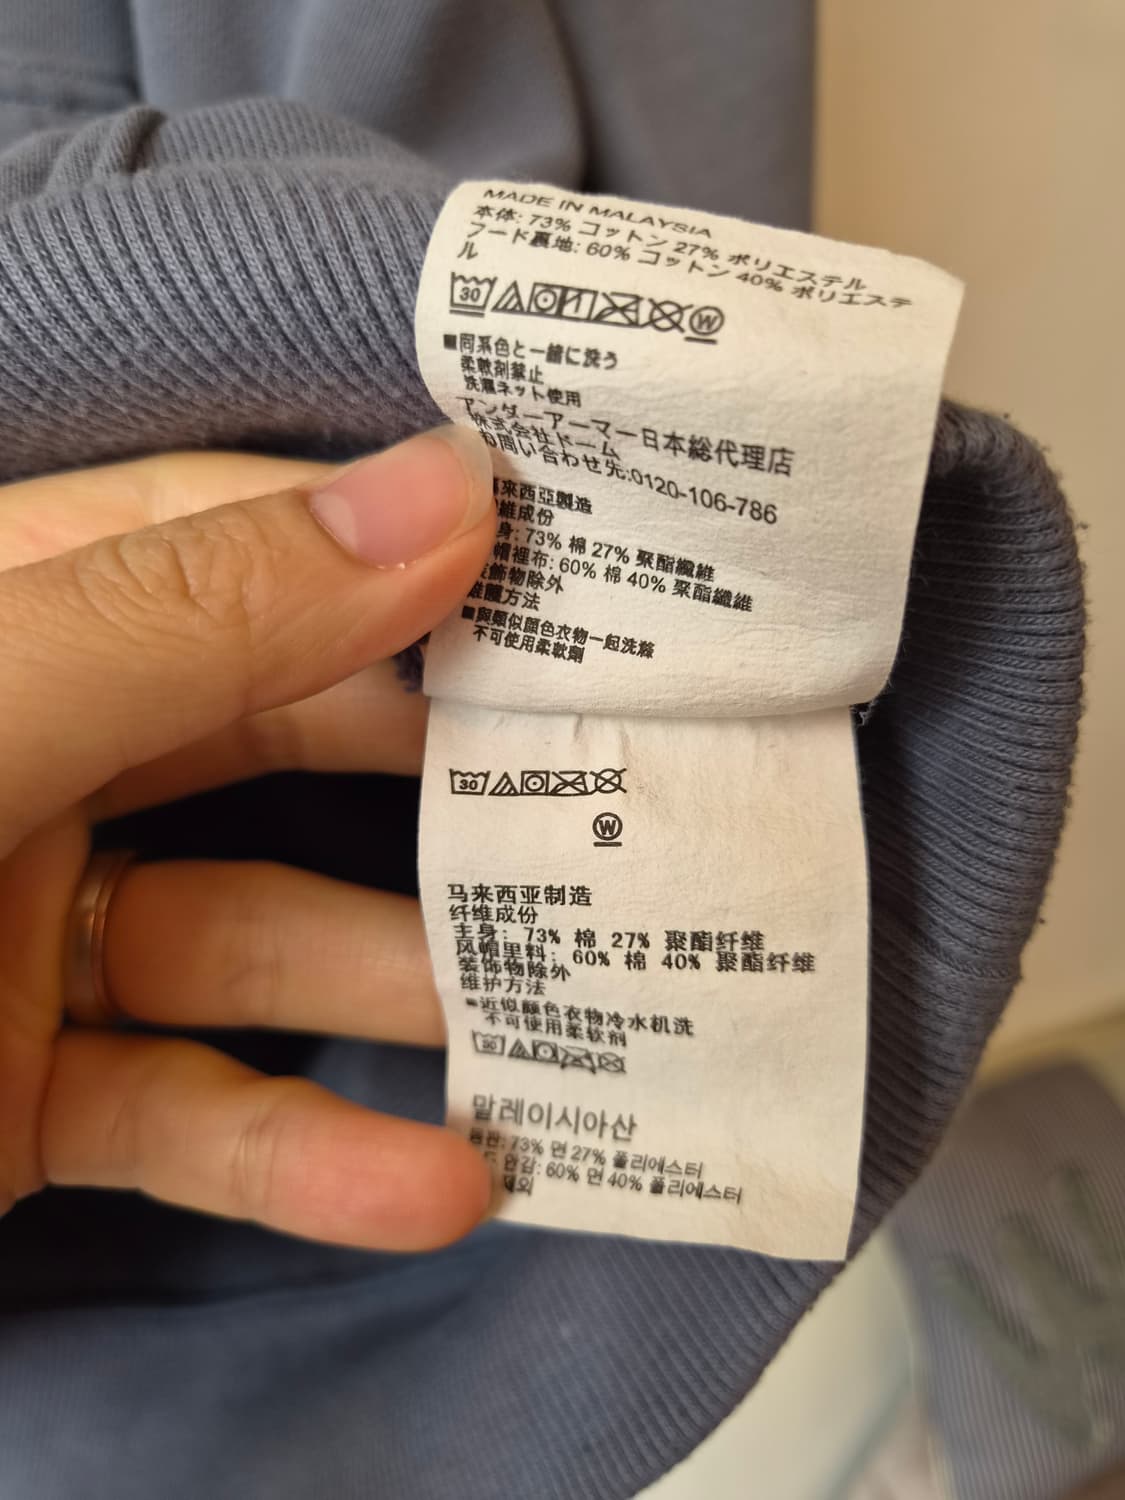 MADE IN MALAYSIA
本体: 73% コットン 27% ポリエステル
フード裏地: 60% コットン 40% ポリエステ
ル
30
W
■同系色と一緒に洗う
柔軟剤禁止
洗濯ネット使用
アンダーアーマー日本総代理店
株式会社ドーム
お問い合わせ先:0120-106-786
來西亞製造
維成份
身: 73% 棉 27% 聚酯纖維
帽裡布: 60% 棉 40% 聚酯纖維
飾物除外
維護方法
■與類似顏色衣物一起洗滌
不可使用柔軟劑
30
W
马来西亚制造
纤维成份
主身: 73% 棉 27% 聚酯纤维
风帽里料: 60% 棉 40% 聚酯纤维
装饰物除外
维护方法
■近似颜色衣物冷水机洗
不可使用柔软剂
30
말레이시아산
몸판: 73% 면 27% 폴리에스터
안감: 60% 면 40% 폴리에스터
제외